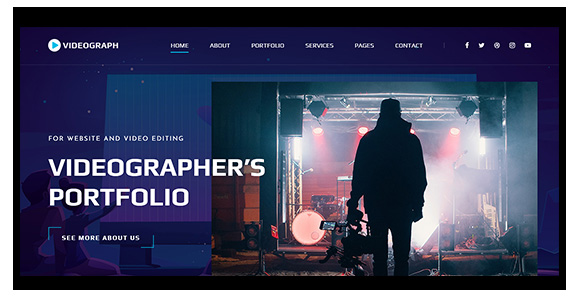 VIDEOGRAPH
HOME ABOUT PORTFOLIO SERVICES PAGES CONTACT
FOR WEBSITE AND VIDEO EDITING
VIDEOGRAPHER'S
PORTFOLIO
SEE MORE ABOUT US